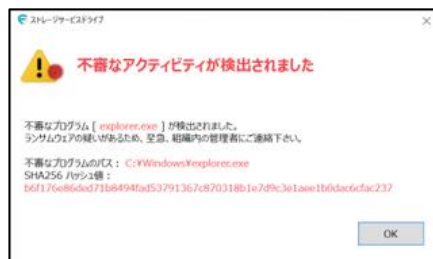 ストレージサービスドライブ
不審なアクティビティが検出されました
不審なプログラム [ explorer.exe ] が検出されました。
ランサムウェアの疑いがあるため、至急、組織内の管理者にご連絡下さい。
不審なプログラムのパス : C:¥Windows¥explorer.exe
SHA256 ハッシュ値 :
b6f176e86ded71b8494fad53791367c870318b1e7d9c3e1aee1b0dac6cfac237
OK